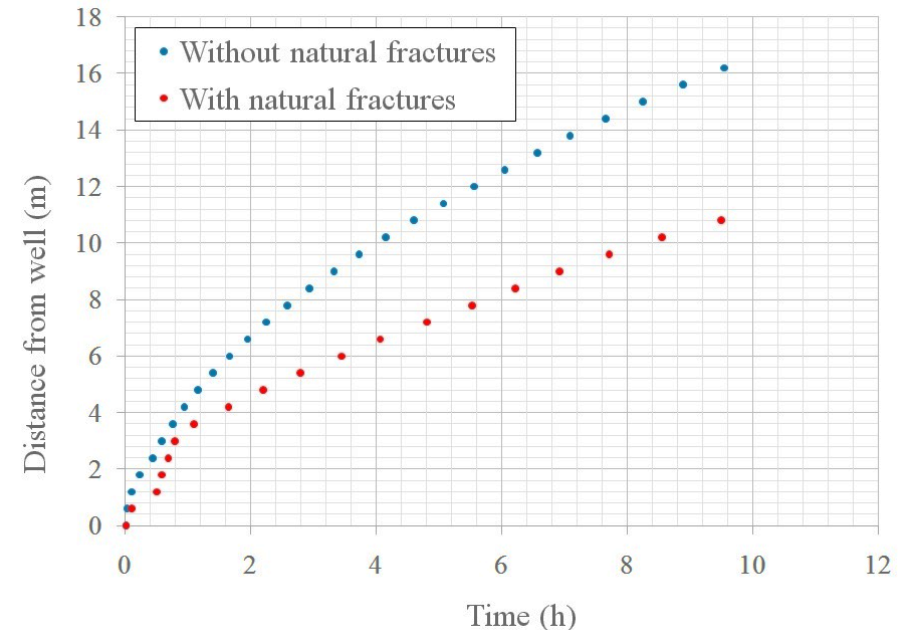 18
16
14
12
10
8
6
4
2
0
Without natural fractures
With natural fractures
Distance from well (m)
0 2 4 6 8 10 12
Time (h)